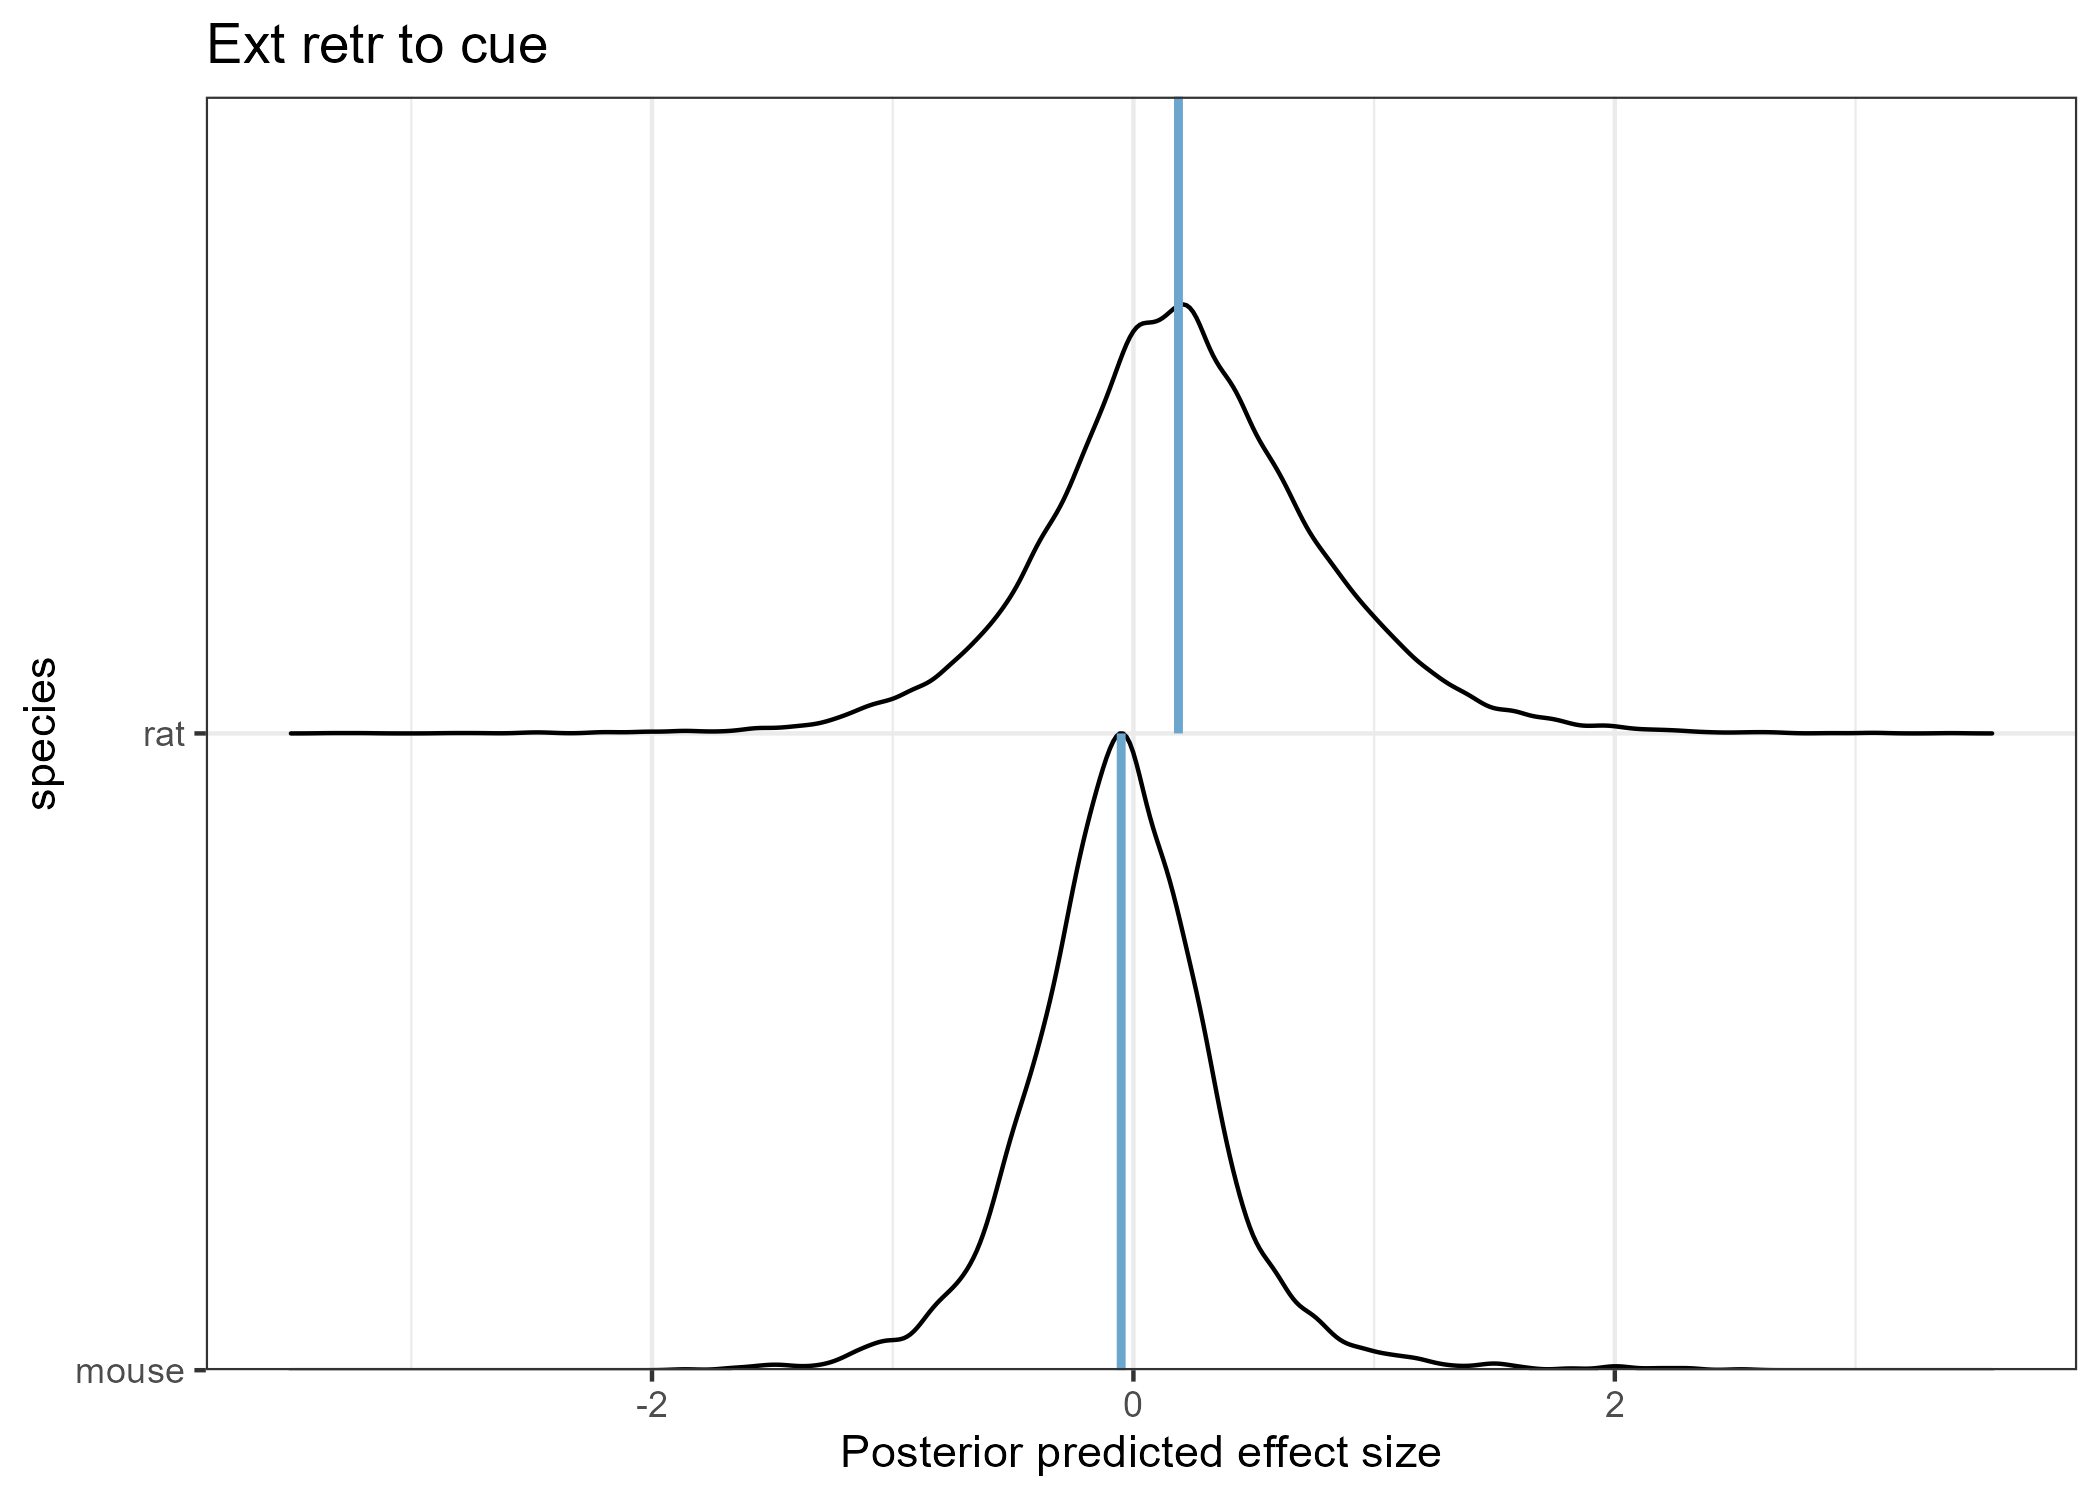 Ext retr to cue
species
rat
mouse
-2
0
2
Posterior predicted effect size